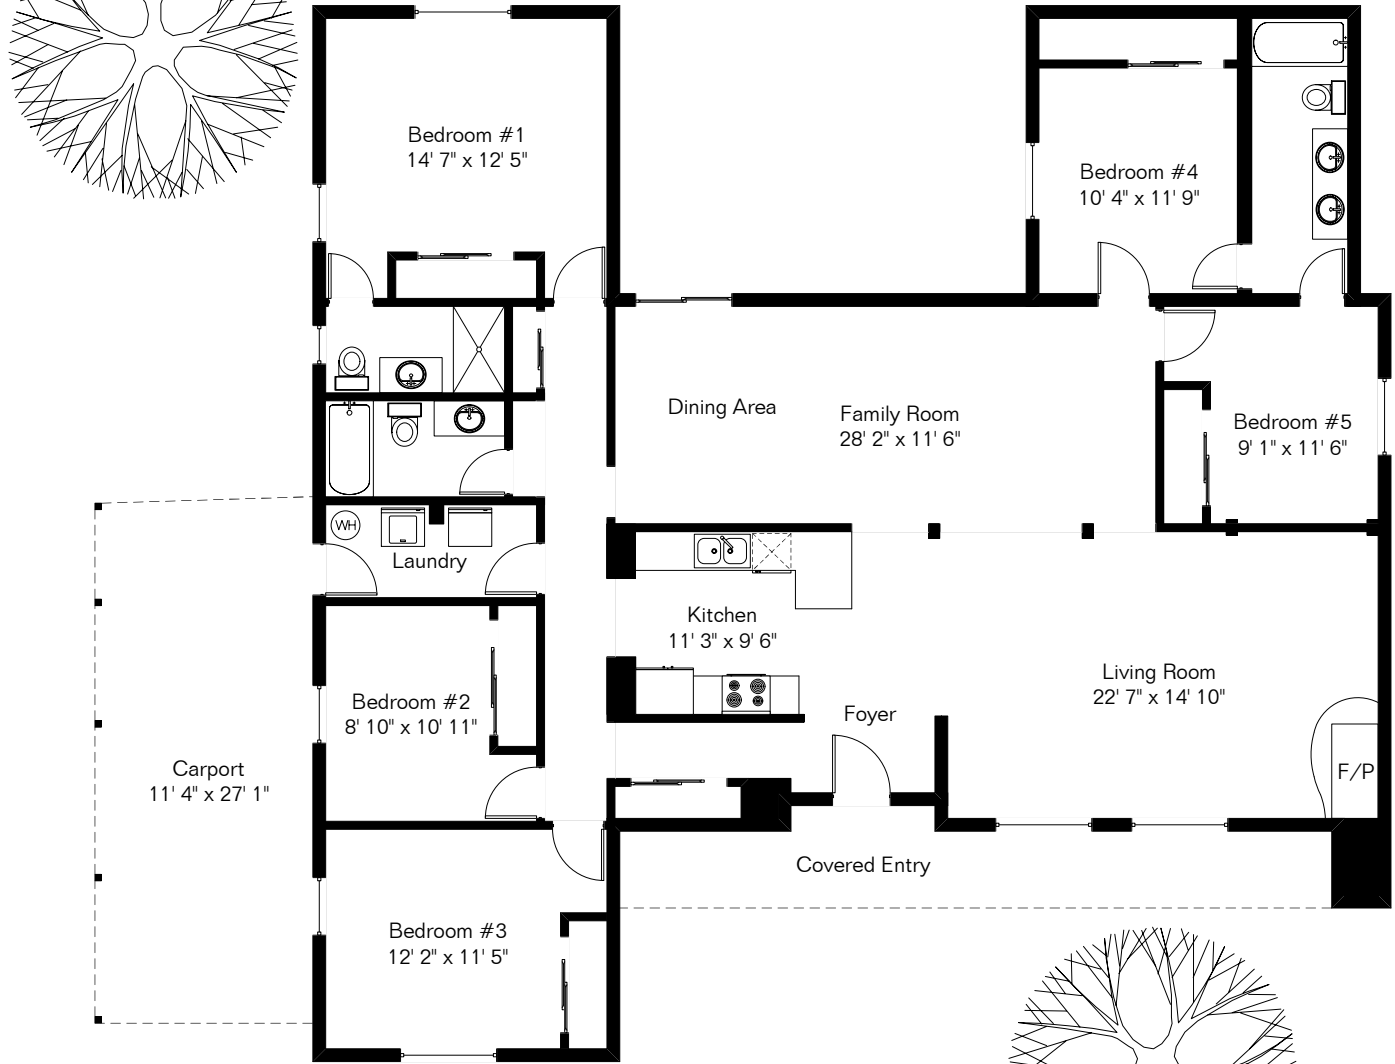 Bedroom #1
14' 7" x 12' 5"
Bedroom #4
10' 4" x 11' 9"
Dining Area
Family Room
28' 2" x 11' 6"
Bedroom #5
9' 1" x 11' 6"
WH
Laundry
Kitchen
11' 3" x 9' 6"
Living Room
22' 7" x 14' 10"
Bedroom #2
8' 10" x 10' 11"
Foyer
Carport
11' 4" x 27' 1"
F/P
Covered Entry
Bedroom #3
12' 2" x 11' 5"